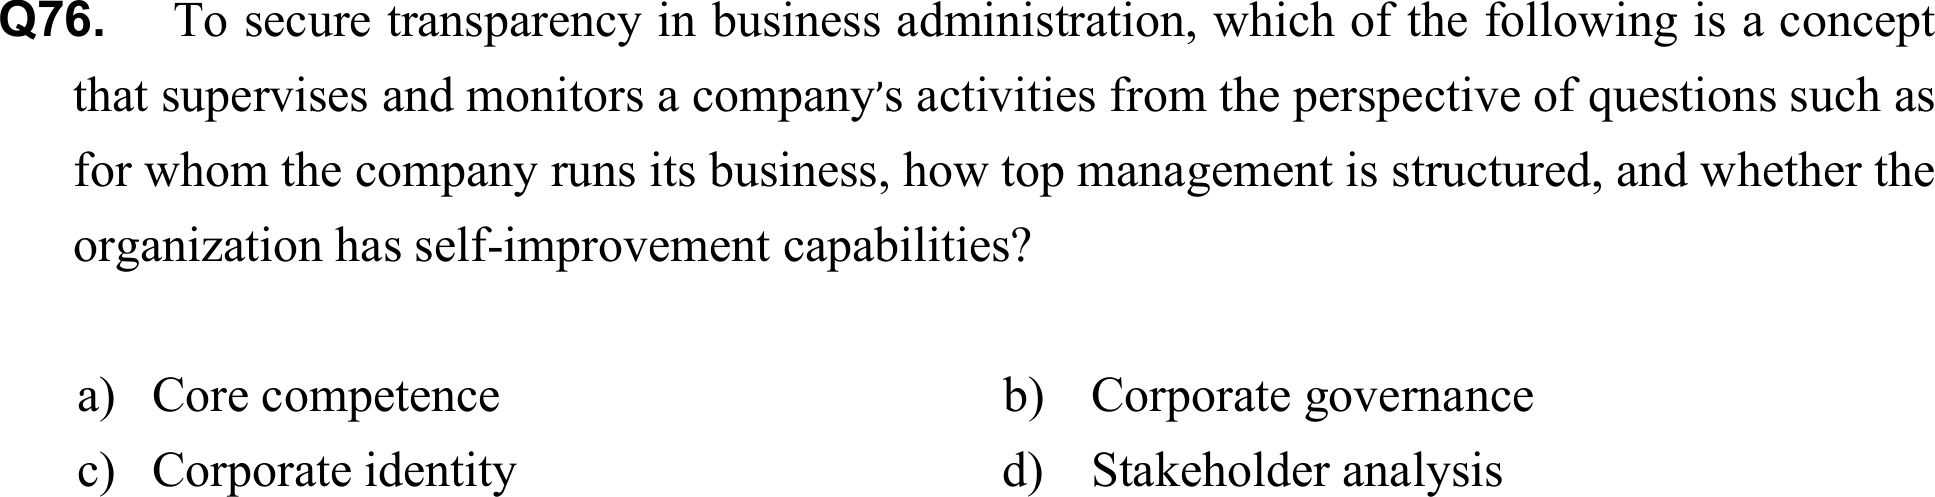 Q76. To secure transparency in business administration, which of the following is a concept
that supervises and monitors a company's activities from the perspective of questions such as
for whom the company runs its business, how top management is structured, and whether the
organization has self-improvement capabilities?
a) Core competence b) Corporate governance
c) Corporate identity d) Stakeholder analysis